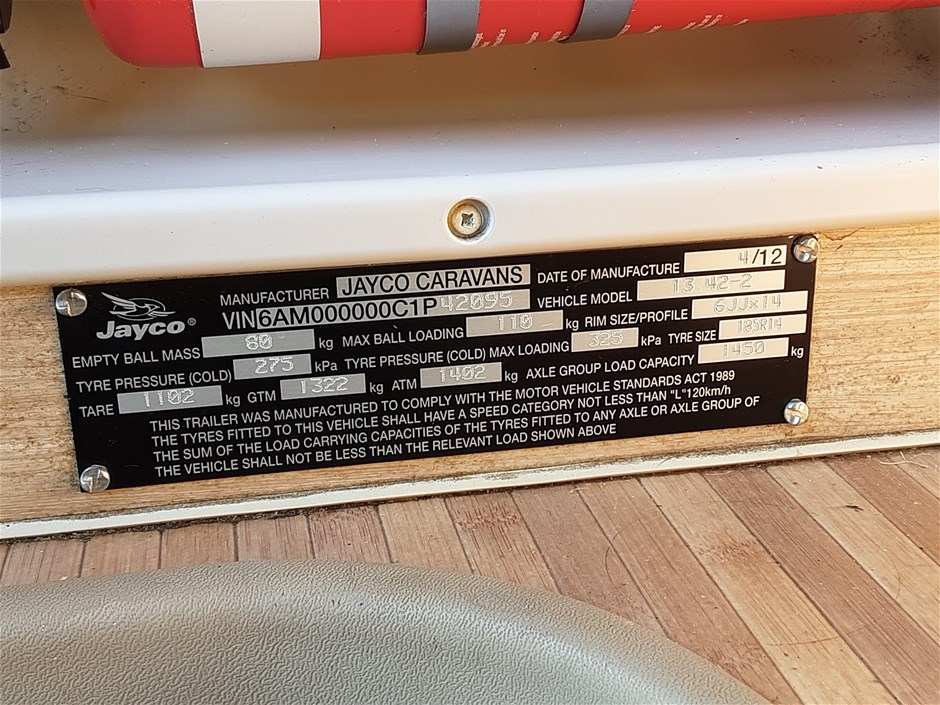 Jayco®
MANUFACTURER JAYCO CARAVANS DATE OF MANUFACTURE 4/12
VIN 6AM000000C1P42095 VEHICLE MODEL 13.42-2
EMPTY BALL MASS 80 kg MAX BALL LOADING 110 kg RIM SIZE/PROFILE 6JJx14
TYRE PRESSURE (COLD) 275 kPa TYRE PRESSURE (COLD) MAX LOADING 325 kPa TYRE SIZE 185R14
TARE 1102 kg GTM 1322 kg ATM 1402 kg AXLE GROUP LOAD CAPACITY 1450 kg
THIS TRAILER WAS MANUFACTURED TO COMPLY WITH THE MOTOR VEHICLE STANDARDS ACT 1989
THE TYRES FITTED TO THIS VEHICLE SHALL HAVE A SPEED CATEGORY NOT LESS THAN "L"120km/h
THE SUM OF THE LOAD CARRYING CAPACITIES OF THE TYRES FITTED TO ANY AXLE OR AXLE GROUP OF
THE VEHICLE SHALL NOT BE LESS THAN THE RELEVANT LOAD SHOWN ABOVE